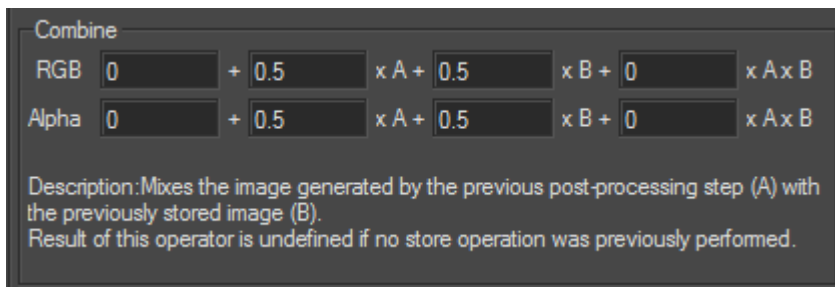 Combine
RGB 0 + 0.5 x A + 0.5 x B + 0 x A x B
Alpha 0 + 0.5 x A + 0.5 x B + 0 x A x B
Description:Mixes the image generated by the previous post-processing step (A) with
the previously stored image (B).
Result of this operator is undefined if no store operation was previously performed.